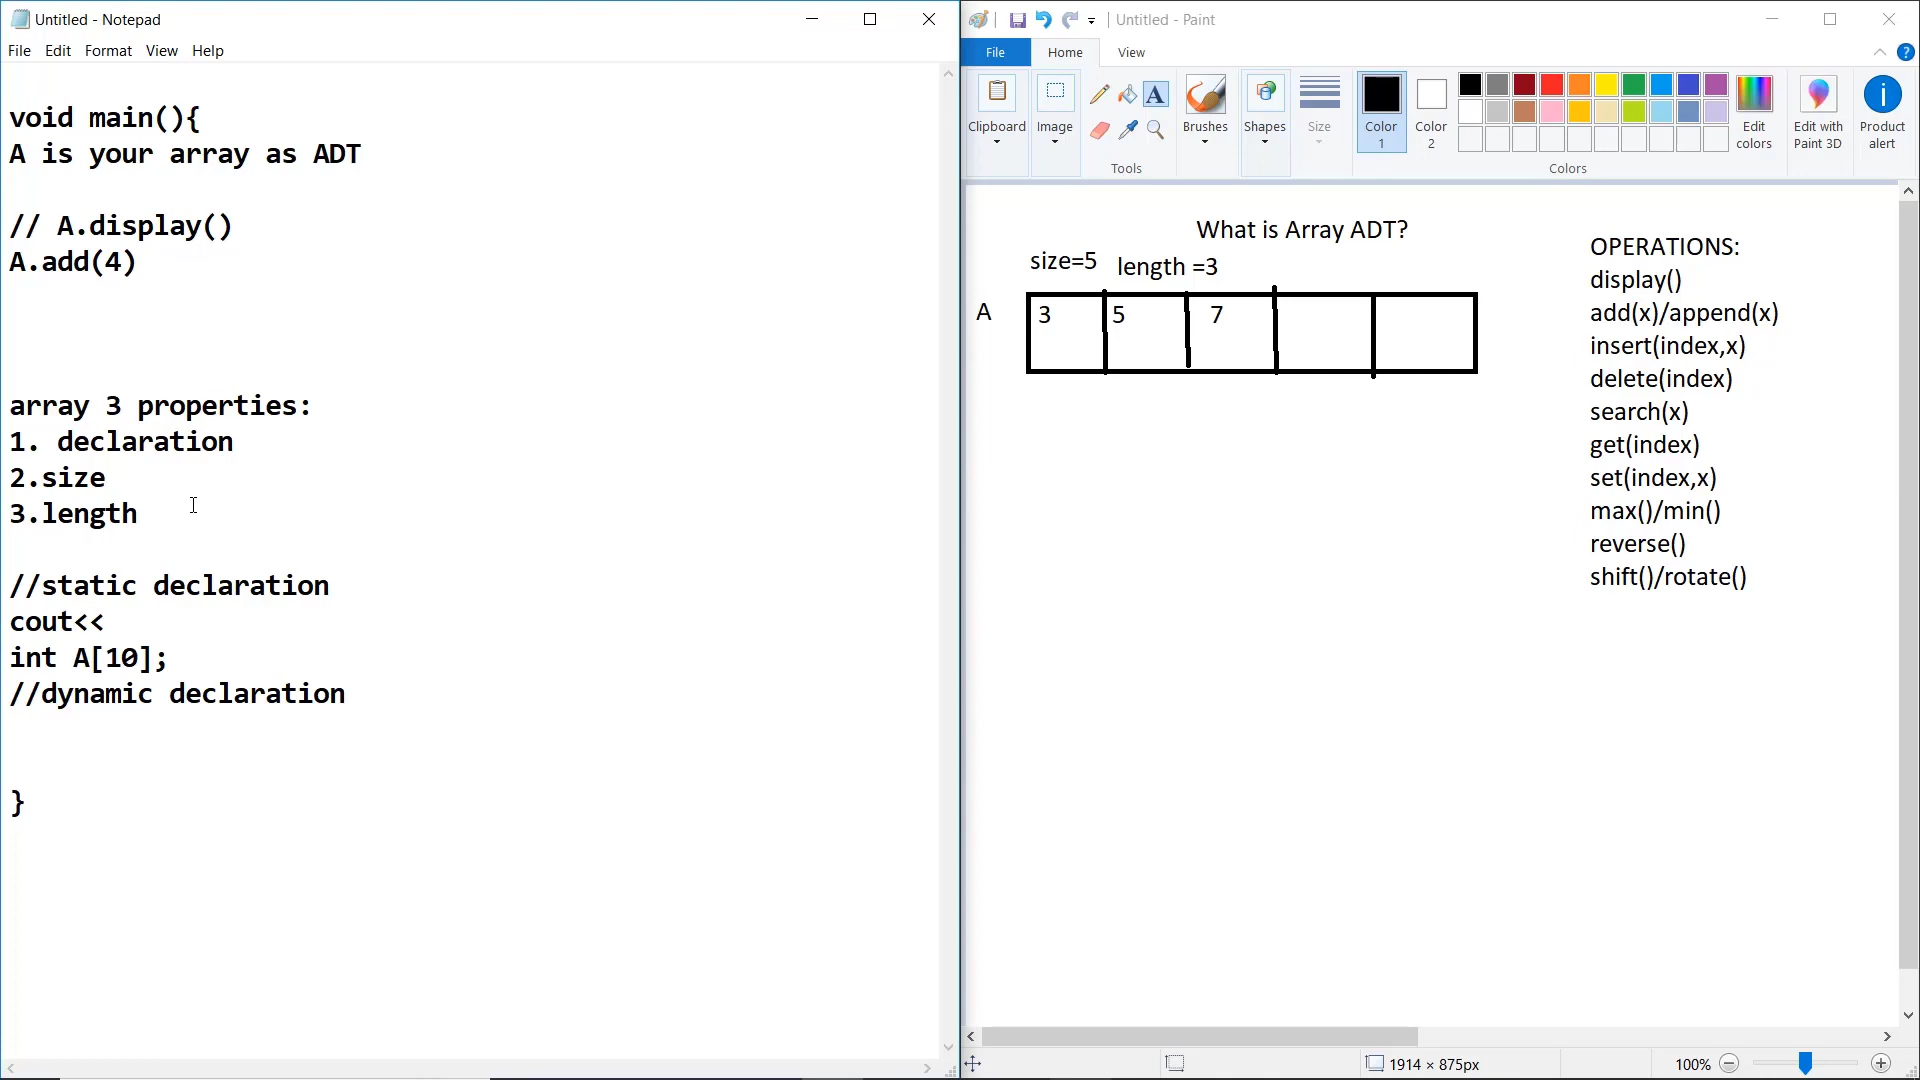 Untitled - Notepad
File Edit Format View Help
void main(){
A is your array as ADT
// A.display()
A.add(4)
array 3 properties:
1. declaration
2.size
3.length
//static declaration
cout<<
int A[10];
//dynamic declaration
}
Untitled - Paint
File Home View
Clipboard
Image
A
Tools
Brushes
Shapes
Size
Color 1
Color 2
Edit colors
Colors
Edit with Paint 3D
Product alert
What is Array ADT?
size=5 length =3
A 3 5 7
OPERATIONS:
display()
add(x)/append(x)
insert(index,x)
delete(index)
search(x)
get(index)
set(index,x)
max()/min()
reverse()
shift()/rotate()
1914 × 875px
100%